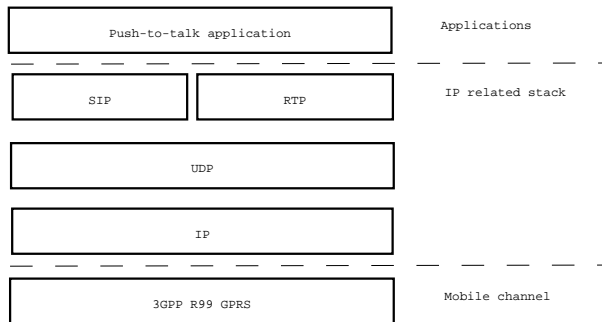 Push-to-talk application
Applications
SIP
RTP
IP related stack
UDP
IP
3GPP R99 GPRS
Mobile channel